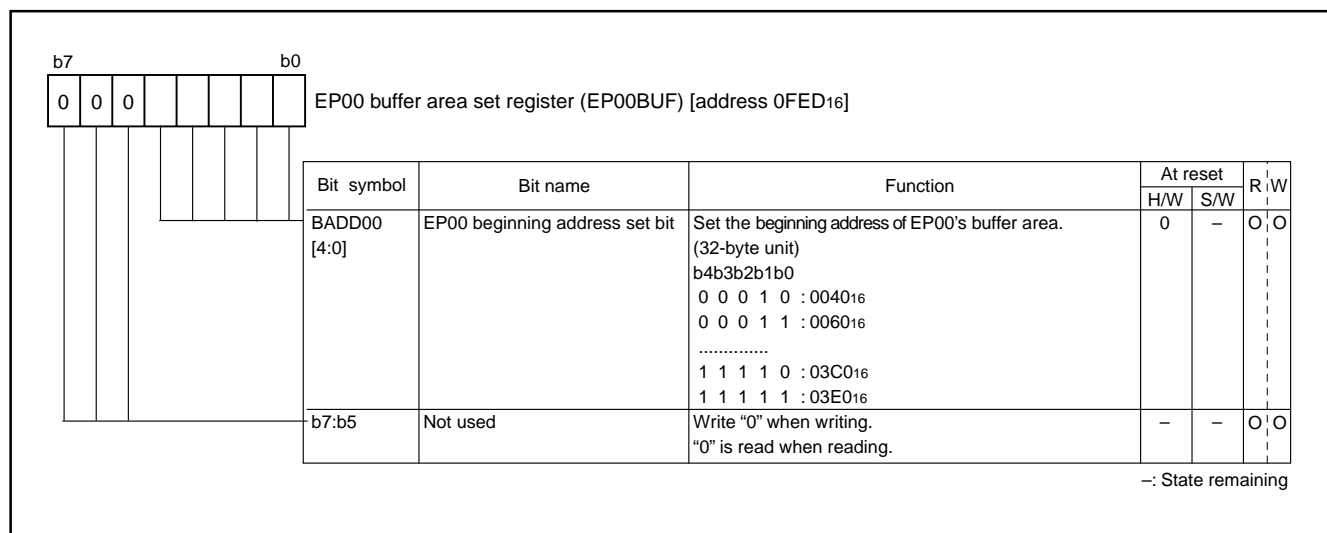 b7 b0
0 0 0 EP00 buffer area set register (EP00BUF) [address 0FED16]
Bit symbol Bit name Function At reset R W
H/W S/W
BADD00 EP00 beginning address set bit Set the beginning address of EP00's buffer area. 0 – O O
[4:0] (32-byte unit)
b4b3b2b1b0
0 0 0 1 0 : 004016
0 0 0 1 1 : 006016
..............
1 1 1 1 0 : 03C016
1 1 1 1 1 : 03E016
b7:b5 Not used Write “0” when writing. – – O O
“0” is read when reading.
–: State remaining